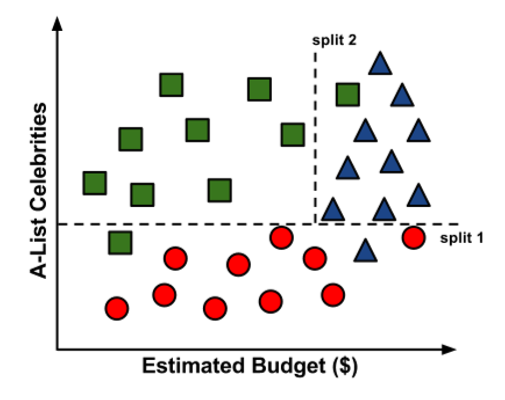 split 2
A-List Celebrities
split 1
Estimated Budget ($)